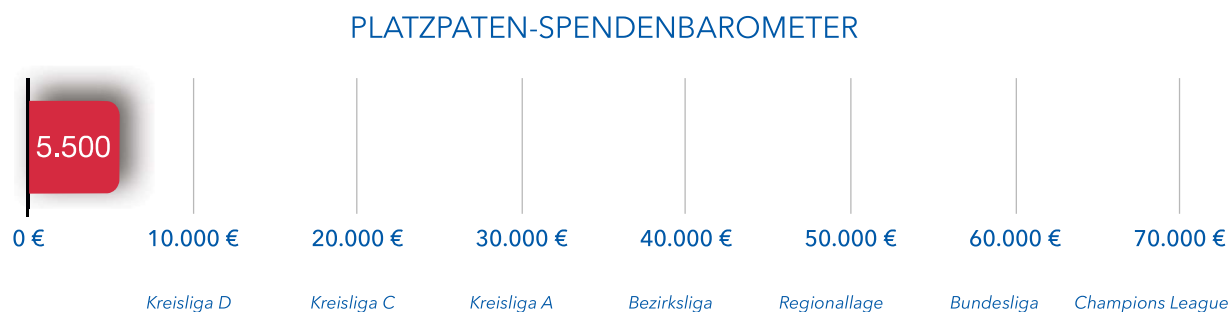 PLATZPATEN-SPENDENBAROMETER
5.500
0 € 10.000 € 20.000 € 30.000 € 40.000 € 50.000 € 60.000 € 70.000 €
Kreisliga D Kreisliga C Kreisliga A Bezirksliga Regionallage Bundesliga Champions League